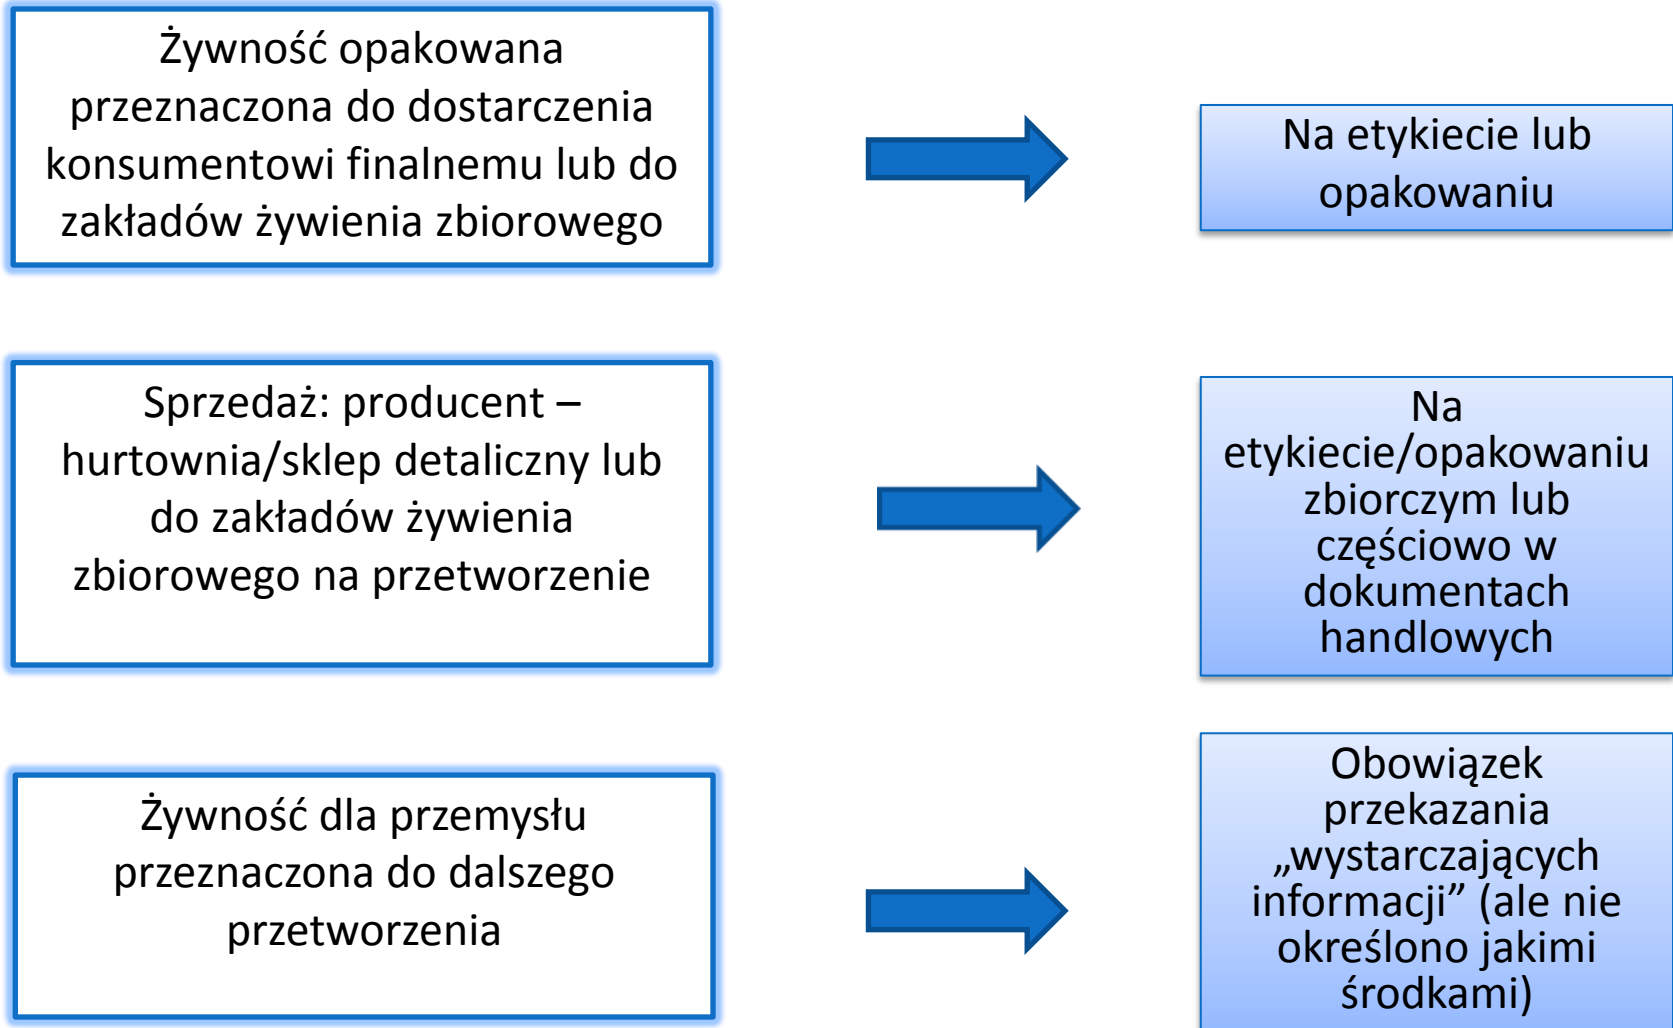 Żywność opakowana
przeznaczona do dostarczenia
konsumentowi finalnemu lub do
zakładów żywienia zbiorowego
Na etykiecie lub
opakowaniu
Sprzedaż: producent –
hurtownia/sklep detaliczny lub
do zakładów żywienia
zbiorowego na przetworzenie
Na
etykiecie/opakowaniu
zbiorczym lub
częściowo w
dokumentach
handlowych
Żywność dla przemysłu
przeznaczona do dalszego
przetworzenia
Obowiązek
przekazania
„wystarczających
informacji” (ale nie
określono jakimi
środkami)